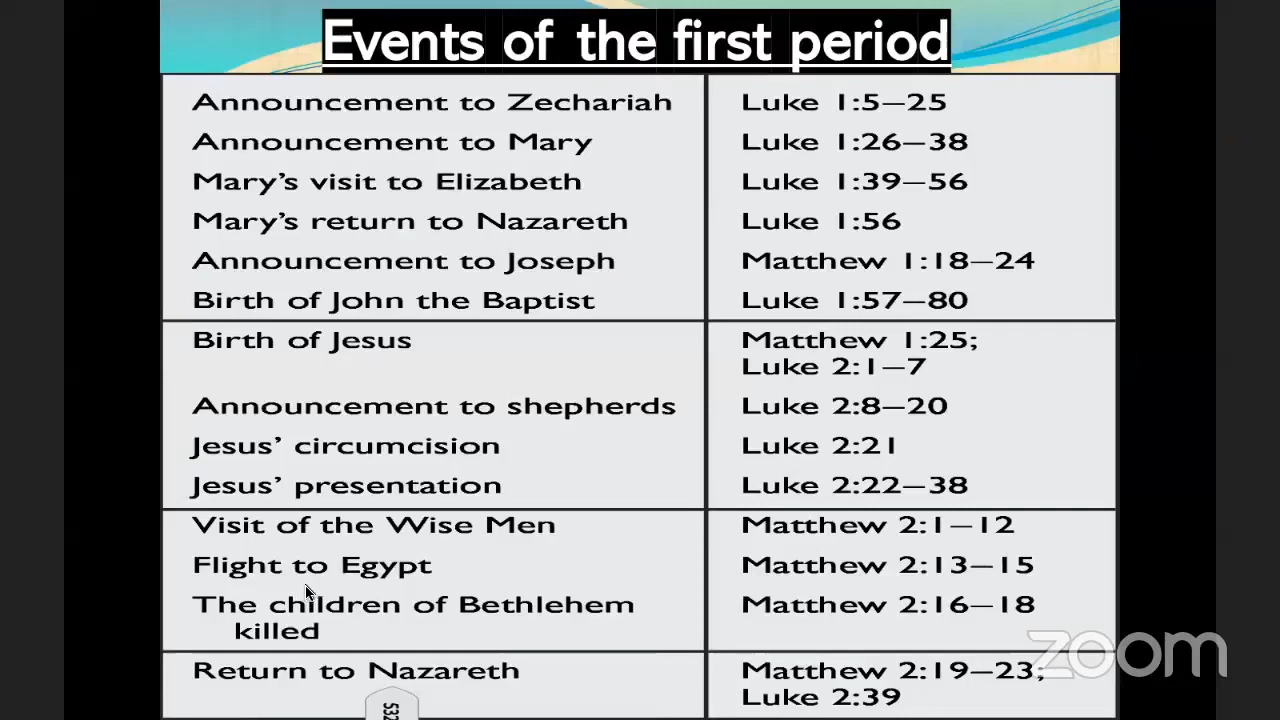 Events of the first period
Announcement to Zechariah Luke 1:5–25
Announcement to Mary Luke 1:26–38
Mary's visit to Elizabeth Luke 1:39–56
Mary's return to Nazareth Luke 1:56
Announcement to Joseph Matthew 1:18–24
Birth of John the Baptist Luke 1:57–80
Birth of Jesus Matthew 1:25;
Luke 2:1–7
Announcement to shepherds Luke 2:8–20
Jesus' circumcision Luke 2:21
Jesus' presentation Luke 2:22–38
Visit of the Wise Men Matthew 2:1–12
Flight to Egypt Matthew 2:13–15
The children of Bethlehem Matthew 2:16–18
killed
Return to Nazareth Matthew 2:19–23;
Luke 2:39
zoom